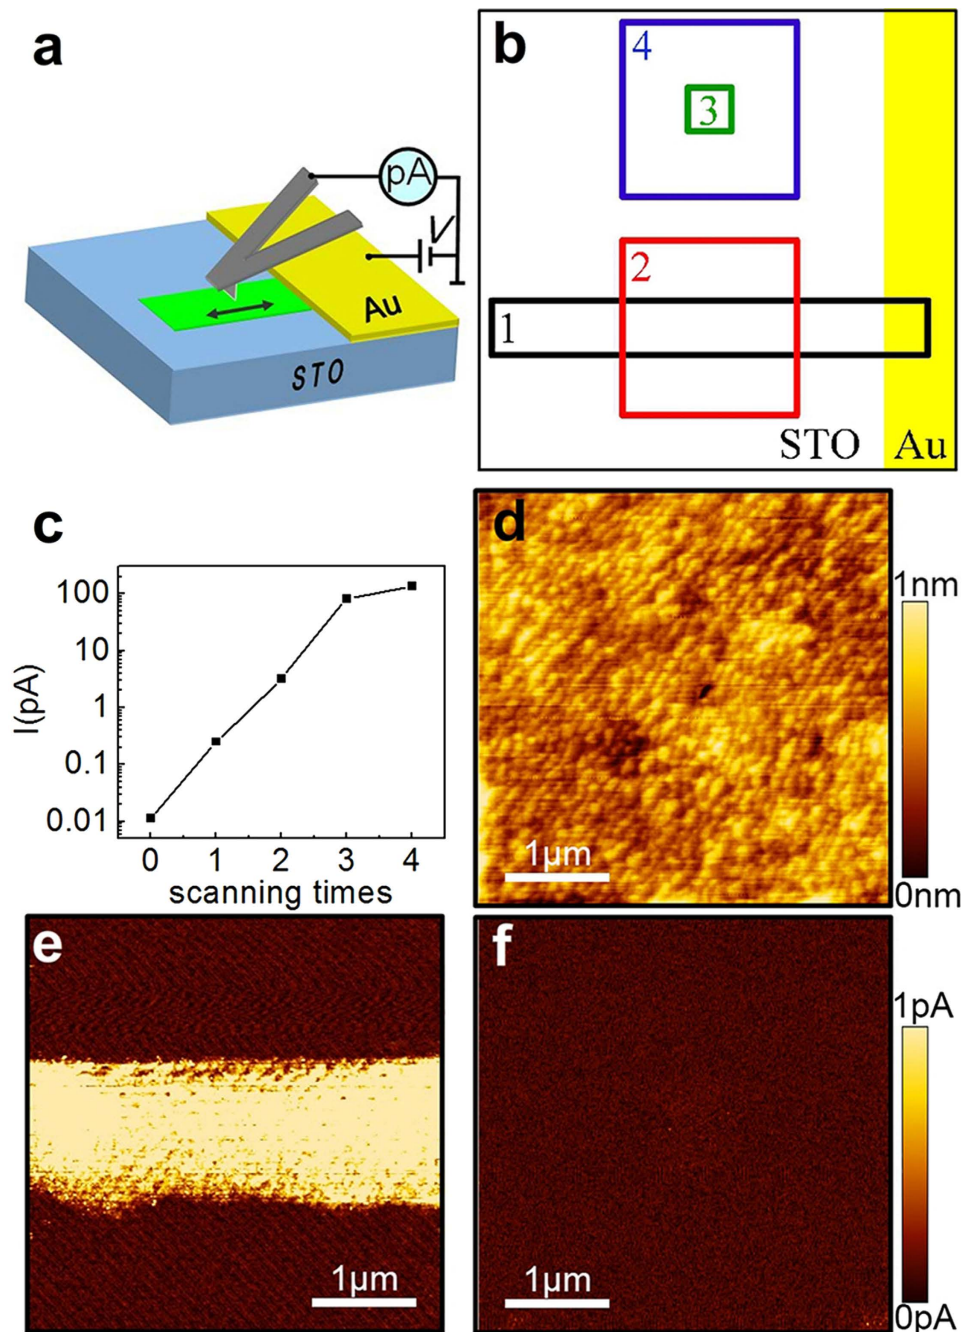 a
pA
V
Au
STO
b
4
3
2
1
STO Au
c
I(pA)
100
10
1
0.1
0.01
0 1 2 3 4
scanning times
d
1µm
1nm
0nm
e
1µm
f
1µm
1pA
0pA